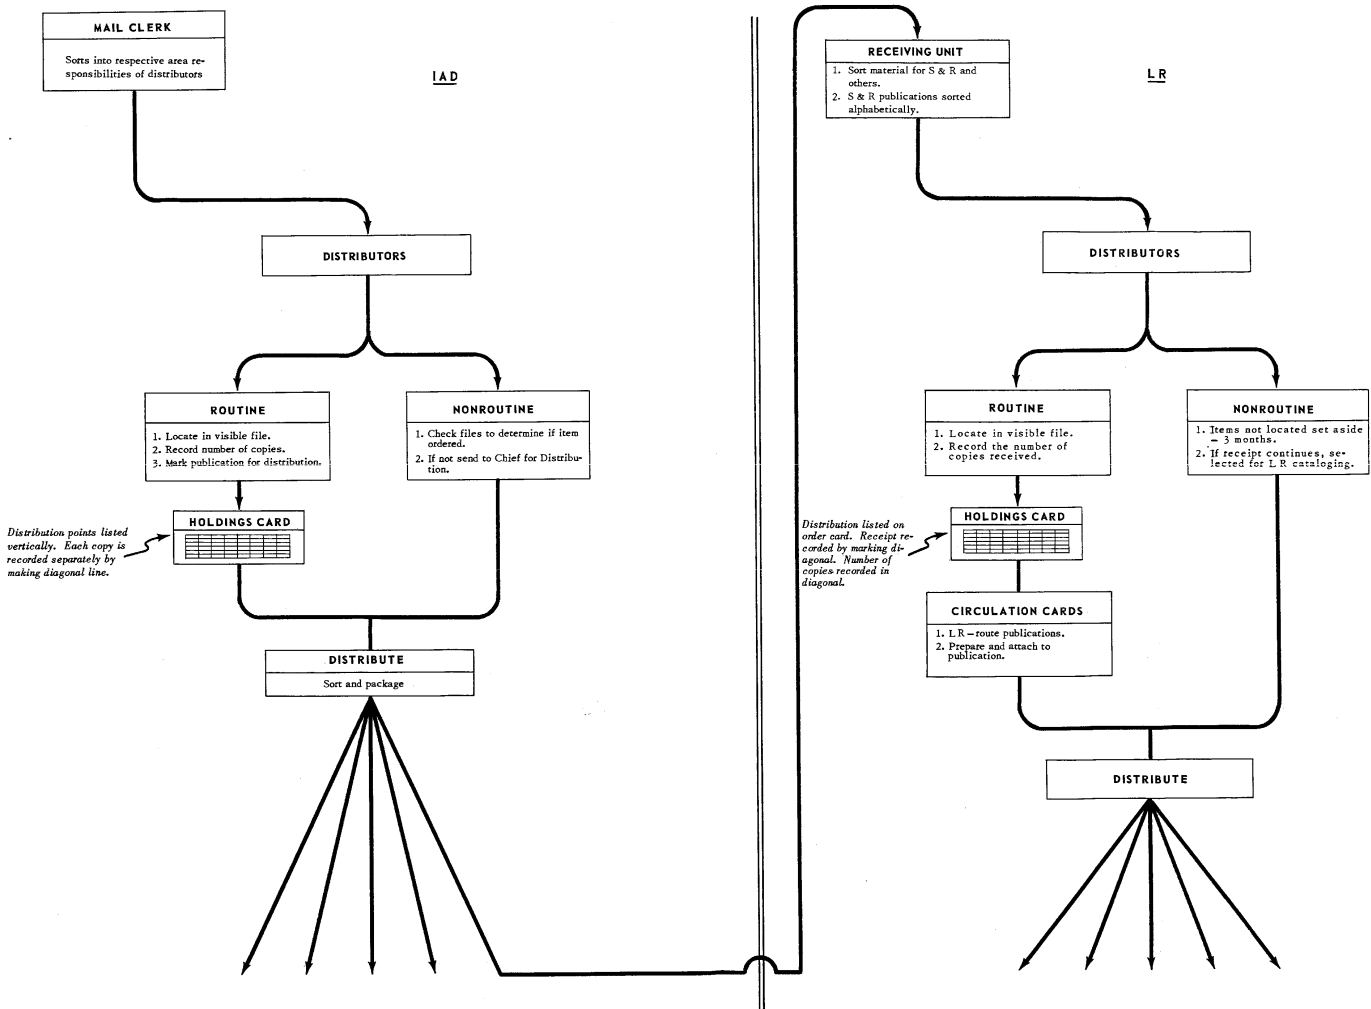 MAIL CLERK
Sorts into respective area re-
sponsibilities of distributors
IAD
DISTRIBUTORS
ROUTINE
1. Locate in visible file.
2. Record number of copies.
3. Mark publication for distribution.
NONROUTINE
1. Check files to determine if item
ordered.
2. If not send to Chief for Distribu-
tion.
Distribution points listed
vertically. Each copy is
recorded separately by
making diagonal line.
HOLDINGS CARD
DISTRIBUTE
Sort and package
RECEIVING UNIT
1. Sort material for S & R and
others.
2. S & R publications sorted
alphabetically.
LR
DISTRIBUTORS
ROUTINE
1. Locate in visible file.
2. Record the number of
copies received.
NONROUTINE
1. Items not located set aside
– 3 months.
2. If receipt continues, se-
lected for L R cataloging.
Distribution listed on
order card. Receipt re-
corded by marking di-
agonal. Number of
copies recorded in
diagonal.
HOLDINGS CARD
CIRCULATION CARDS
1. L R – route publications.
2. Prepare and attach to
publication.
DISTRIBUTE